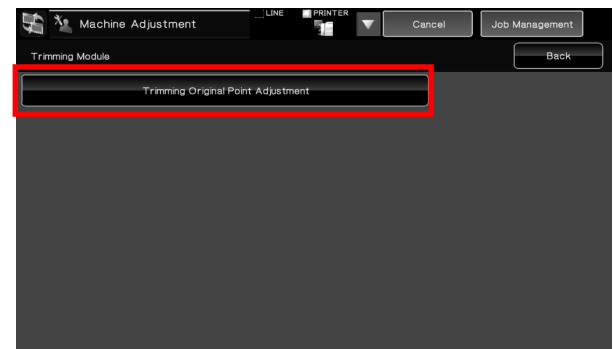 Machine Adjustment
LINE
PRINTER
Cancel
Job Management
Trimming Module
Back
Trimming Original Point Adjustment